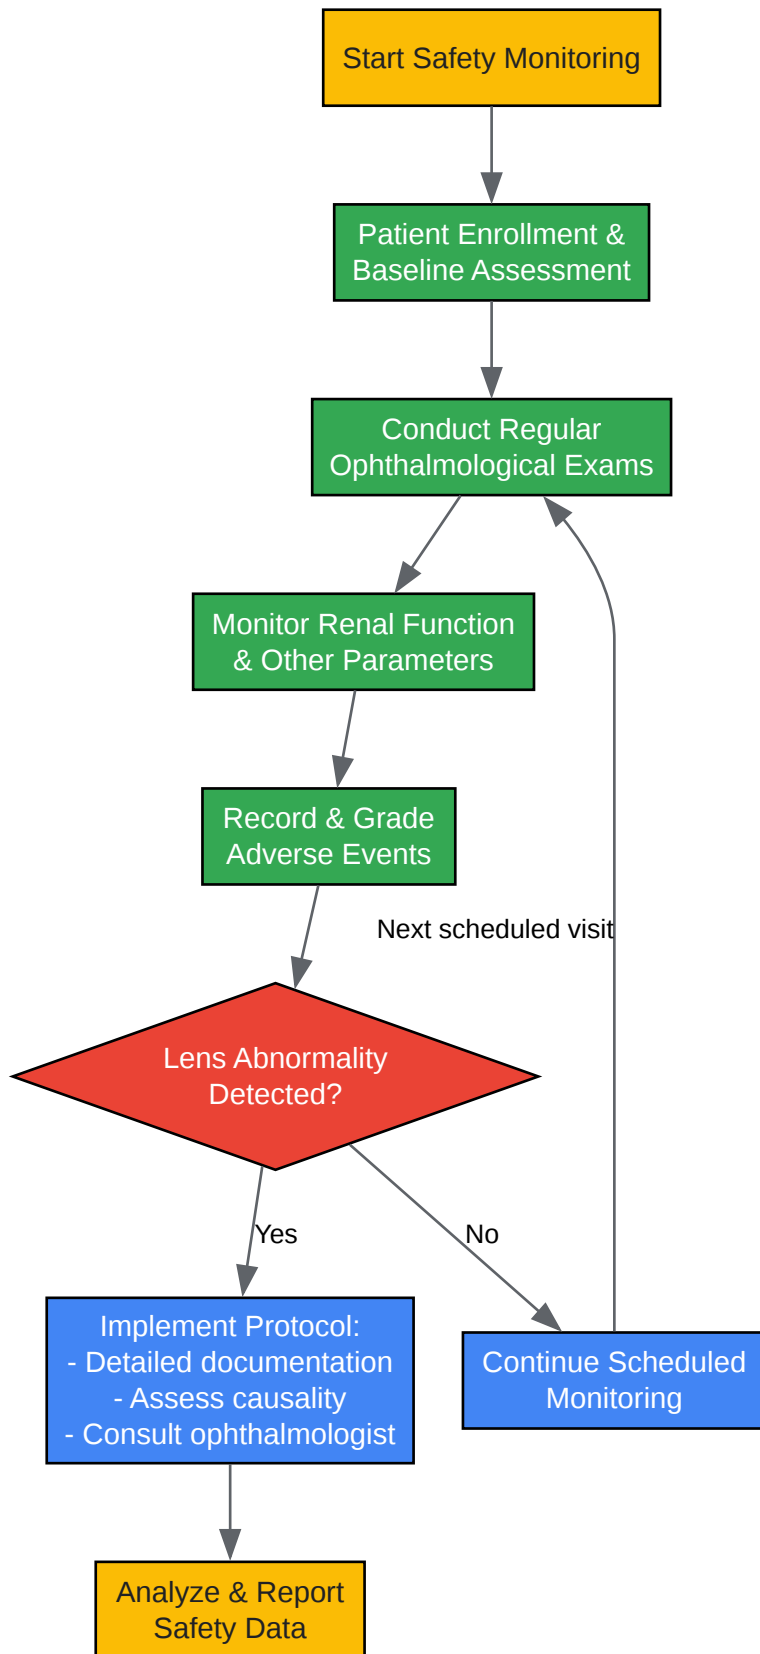 Start Safety Monitoring
Patient Enrollment &
Baseline Assessment
Conduct Regular
Ophthalmological Exams
Monitor Renal Function
& Other Parameters
Record & Grade
Adverse Events
Next scheduled visit
Lens Abnormality
Detected?
Yes
No
Implement Protocol:
- Detailed documentation
- Assess causality
- Consult ophthalmologist
Continue Scheduled
Monitoring
Analyze & Report
Safety Data